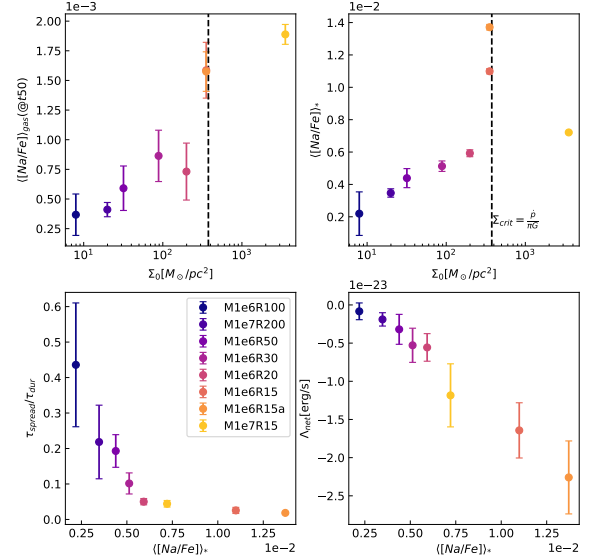 1e−3
2.00
1.75
1.50
1.25
1.00
0.75
0.50
0.25
⟨[Na/Fe]⟩gas(@t50)
10¹ 10² 10³
Σ₀[M⊙/pc²]
1e−2
1.4
1.2
1.0
0.8
0.6
0.4
0.2
⟨[Na/Fe]⟩*
Σcrit = ṗ/πG
10¹ 10² 10³
Σ₀[M⊙/pc²]
0.6
0.5
0.4
0.3
0.2
0.1
0.0
τspread/τdur
M1e6R100
M1e7R200
M1e6R50
M1e6R30
M1e6R20
M1e6R15
M1e6R15a
M1e7R15
0.25 0.50 0.75 1.00 1.25
1e−2
⟨[Na/Fe]⟩*
1e−23
0.0
−0.5
−1.0
−1.5
−2.0
−2.5
Λnet[erg/s]
0.25 0.50 0.75 1.00 1.25
1e−2
⟨[Na/Fe]⟩*